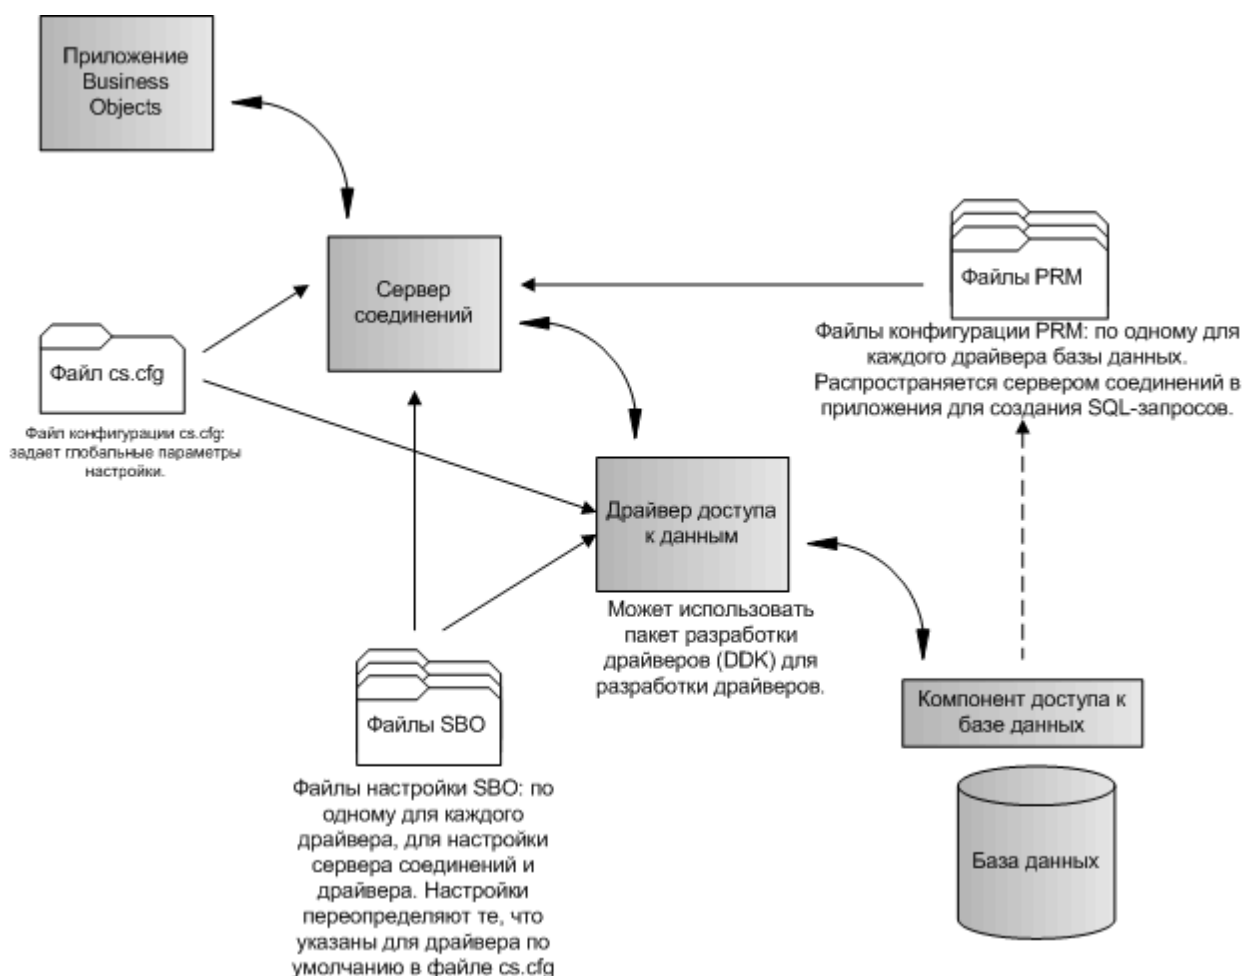 Приложение
Business
Objects
Сервер
соединений
Файлы PRM
Файлы конфигурации PRM: по одному для
каждого драйвера базы данных.
Распространяется сервером соединений в
приложения для создания SQL-запросов.
Файл cs.cfg
Файл конфигурации cs.cfg:
задает глобальные параметры
настройки.
Драйвер доступа
к данным
Может использовать
пакет разработки
драйверов (DDK) для
разработки драйверов.
Файлы SBO
Файлы настройки SBO: по
одному для каждого
драйвера, для настройки
сервера соединений и
драйвера. Настройки
переопределяют те, что
указаны для драйвера по
умолчанию в файле cs.cfg
Компонент доступа к
базе данных
База данных